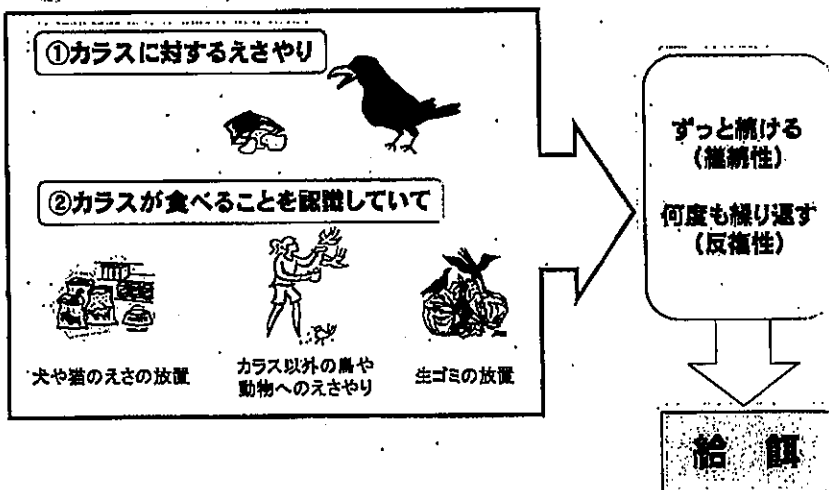 ①カラスに対するえさやり
②カラスが食べることを認識していて
犬や猫のえさの放置
カラス以外の鳥や
動物へのえさやり
生ゴミの放置
ずっと続ける
(継続性)
何度も繰り返す
(反復性)
給 餌